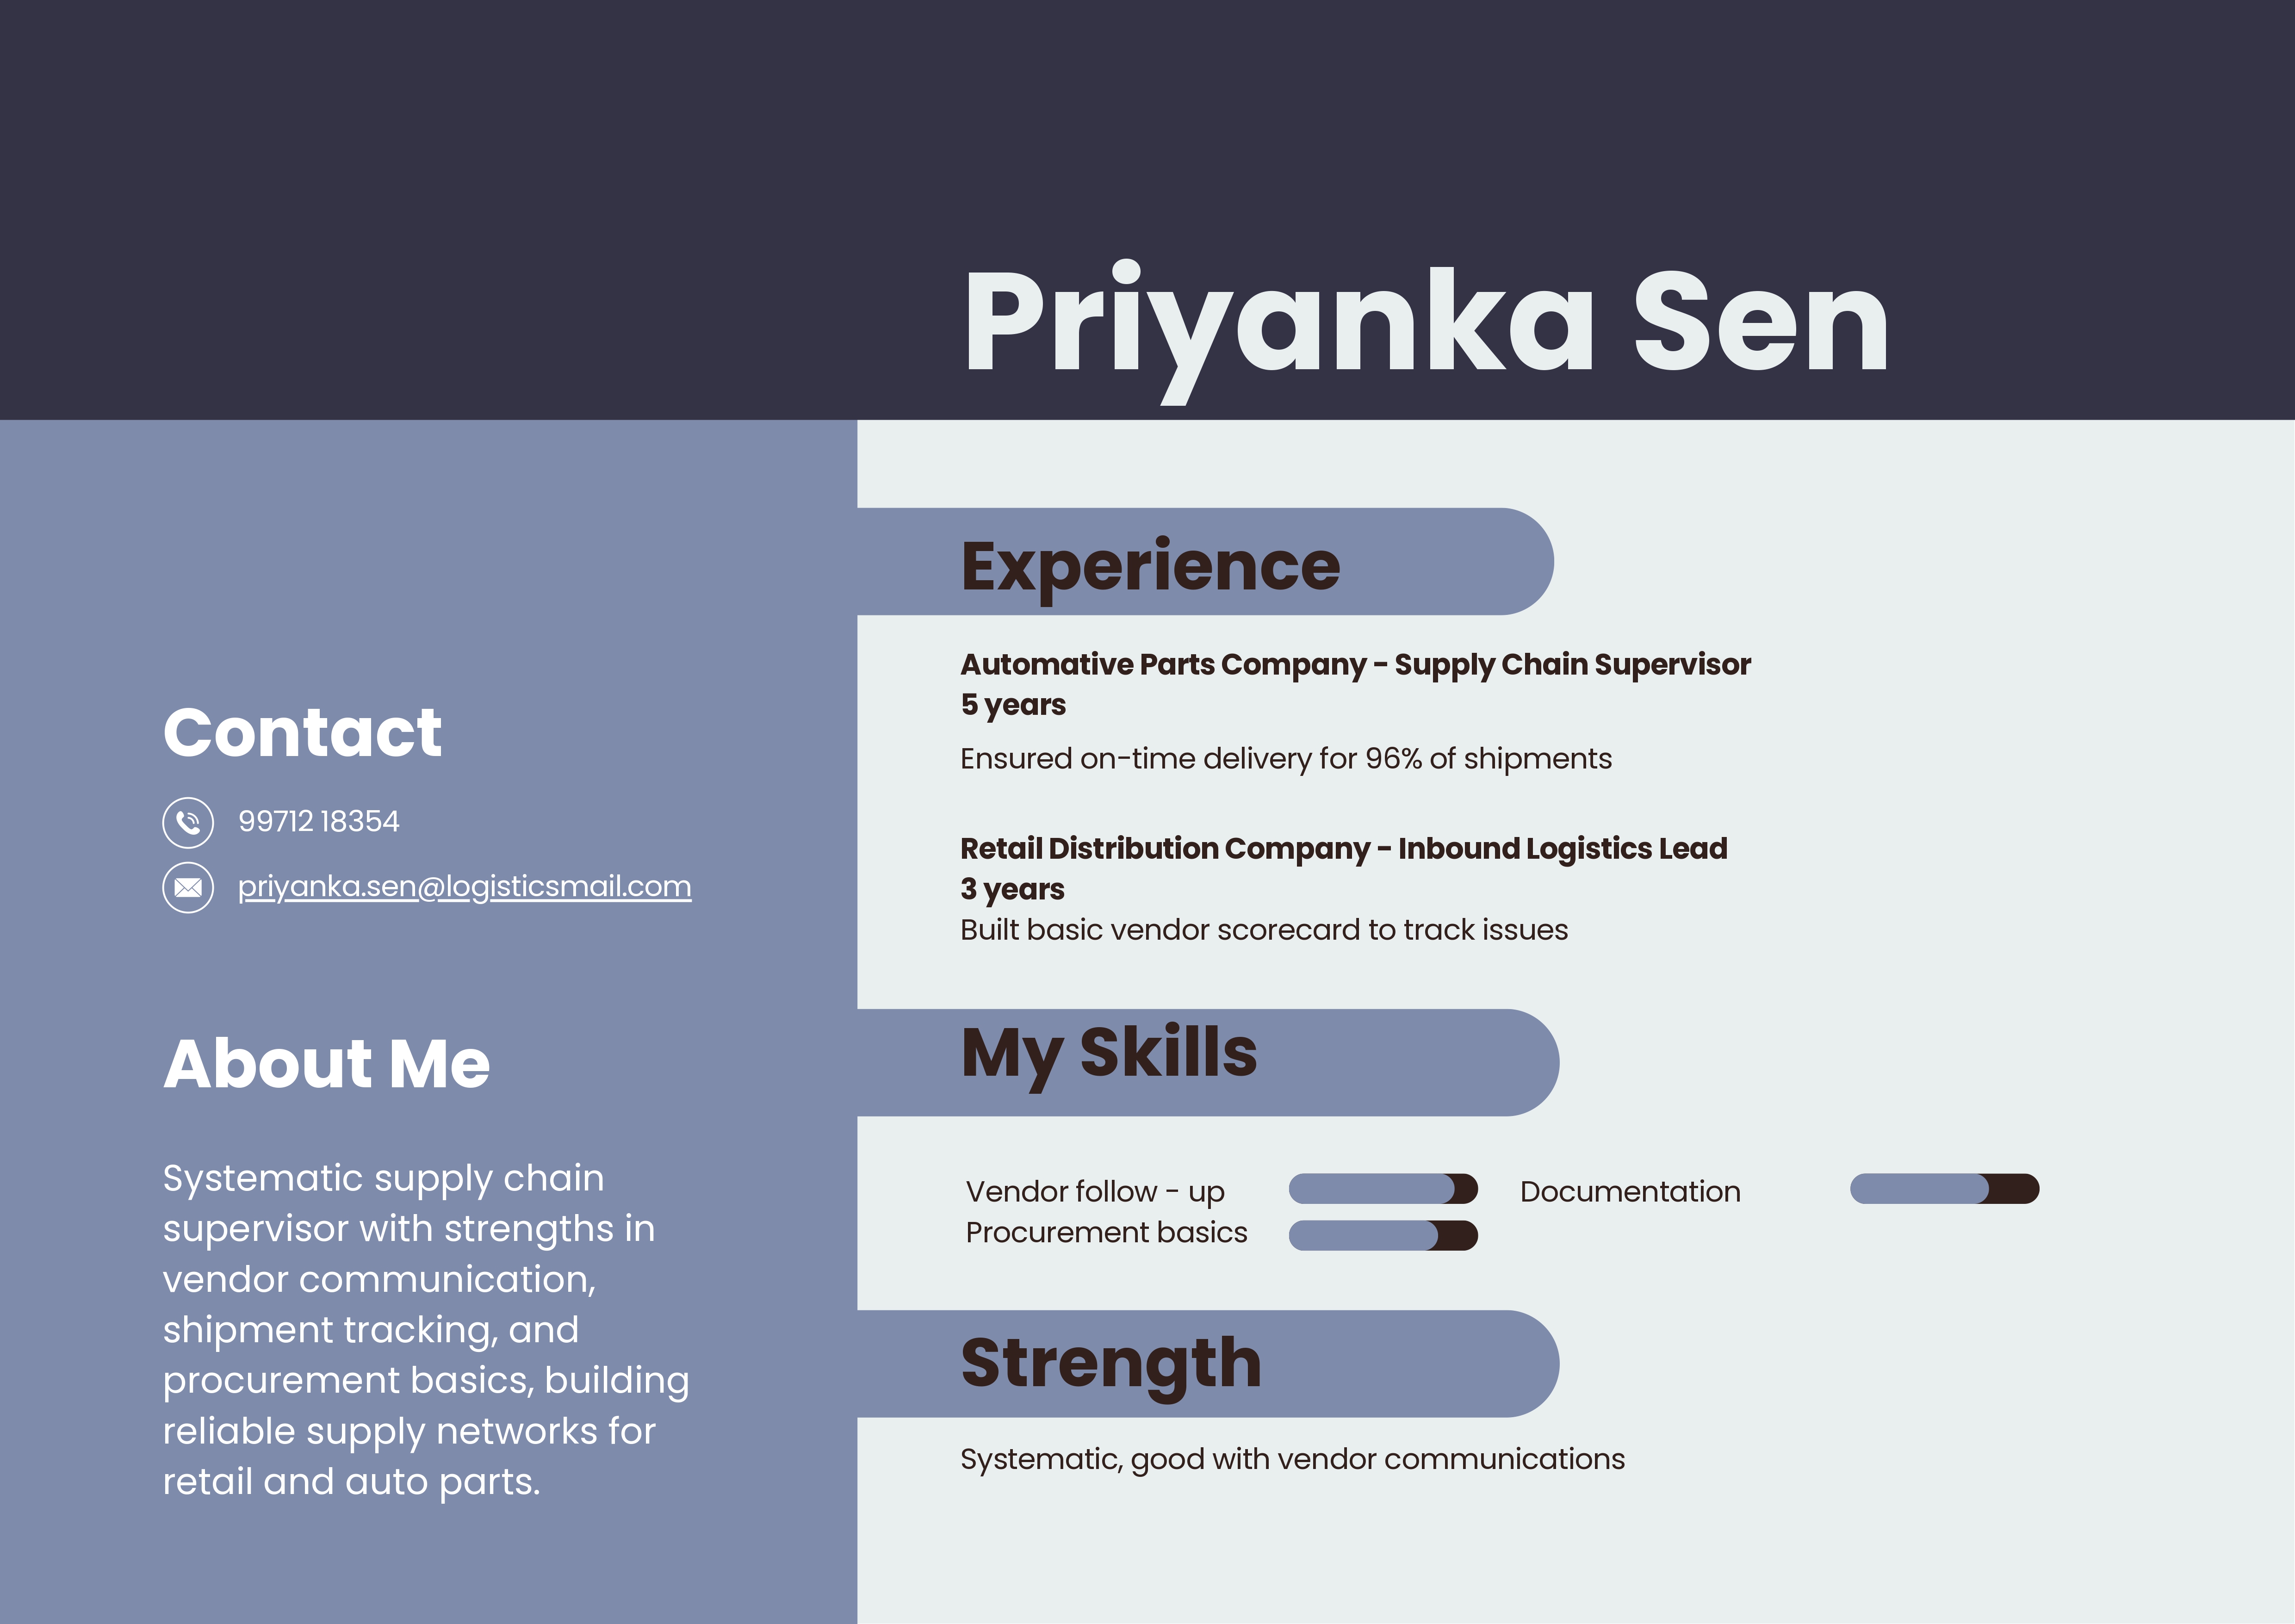 Priyanka Sen
Contact
99712 18354
priyanka.sen@logisticsmail.com
About Me
Systematic supply chain
supervisor with strengths in
vendor communication,
shipment tracking, and
procurement basics, building
reliable supply networks for
retail and auto parts.
Experience
Automative Parts Company - Supply Chain Supervisor
5 years
Ensured on-time delivery for 96% of shipments
Retail Distribution Company - Inbound Logistics Lead
3 years
Built basic vendor scorecard to track issues
My Skills
Vendor follow - up
Documentation
Procurement basics
Strength
Systematic, good with vendor communications